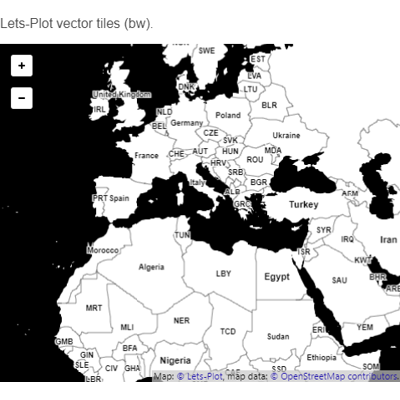 Lets-Plot vector tiles (bw).
+
−
SWE
EST
LVA
LTU
DNK
United Kingdom
IRL
NLD
BEL
Germany
Poland
BLR
CZE
SVK
Ukraine
France
CHE
AUT
HUN
MDA
HRV
ROU
SRB
Italy
BGR
ALB
PRT
Spain
GRC
Turkey
ARM
TUN
SYR
Morocco
ISR
IRQ
Iran
KWT
Algeria
LBY
Egypt
SAU
BHR
ARE
MRT
MLI
NER
TCD
Sudan
ERI
YEM
GMB
GIN
BFA
SLE
CIV
GHA
Nigeria
Ethiopia
LBR
SSD
SOM
Map: © Lets-Plot, map data: © OpenStreetMap contributors.